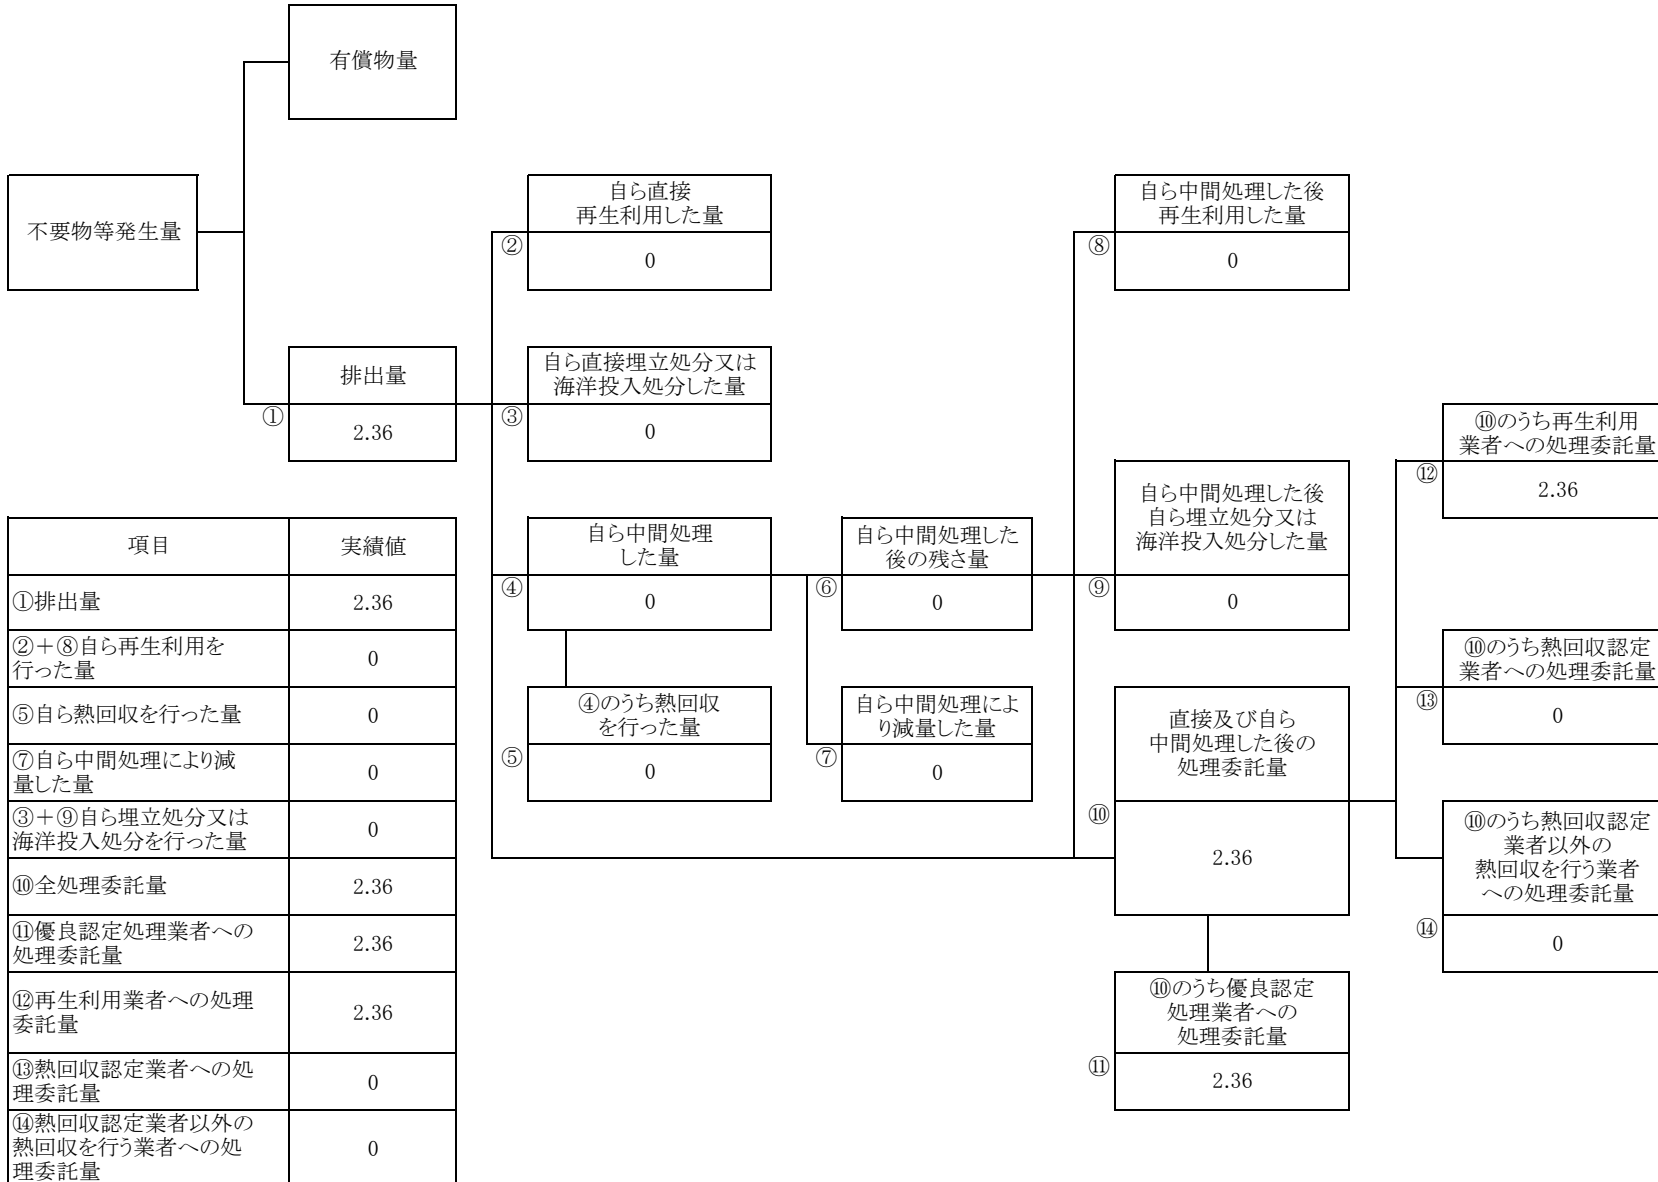 有償物量
不要物等発生量
自ら直接
再生利用した量
②
0
自ら中間処理した後
再生利用した量
⑧
0
排出量
①
2.36
自ら直接埋立処分又は
海洋投入処分した量
③
0
⑩のうち再生利用
業者への処理委託量
⑫
2.36
自ら中間処理
した量
④
0
自ら中間処理した
後の残さ量
⑥
0
自ら中間処理した後
自ら埋立処分又は
海洋投入処分した量
⑨
0
⑩のうち熱回収認定
業者への処理委託量
⑬
0
④のうち熱回収
を行った量
⑤
0
自ら中間処理によ
り減量した量
⑦
0
直接及び自ら
中間処理した後の
処理委託量
⑩
2.36
⑩のうち熱回収認定
業者以外の
熱回収を行う業者
への処理委託量
⑭
0
⑩のうち優良認定
処理業者への
処理委託量
⑪
2.36
項目 実績値
①排出量 2.36
②+⑧自ら再生利用を
行った量 0
⑤自ら熱回収を行った量 0
⑦自ら中間処理により減
量した量 0
③+⑨自ら埋立処分又は
海洋投入処分を行った量 0
⑩全処理委託量 2.36
⑪優良認定処理業者への
処理委託量 2.36
⑫再生利用業者への処理
委託量 2.36
⑬熱回収認定業者への処
理委託量 0
⑭熱回収認定業者以外の
熱回収を行う業者への処
理委託量 0